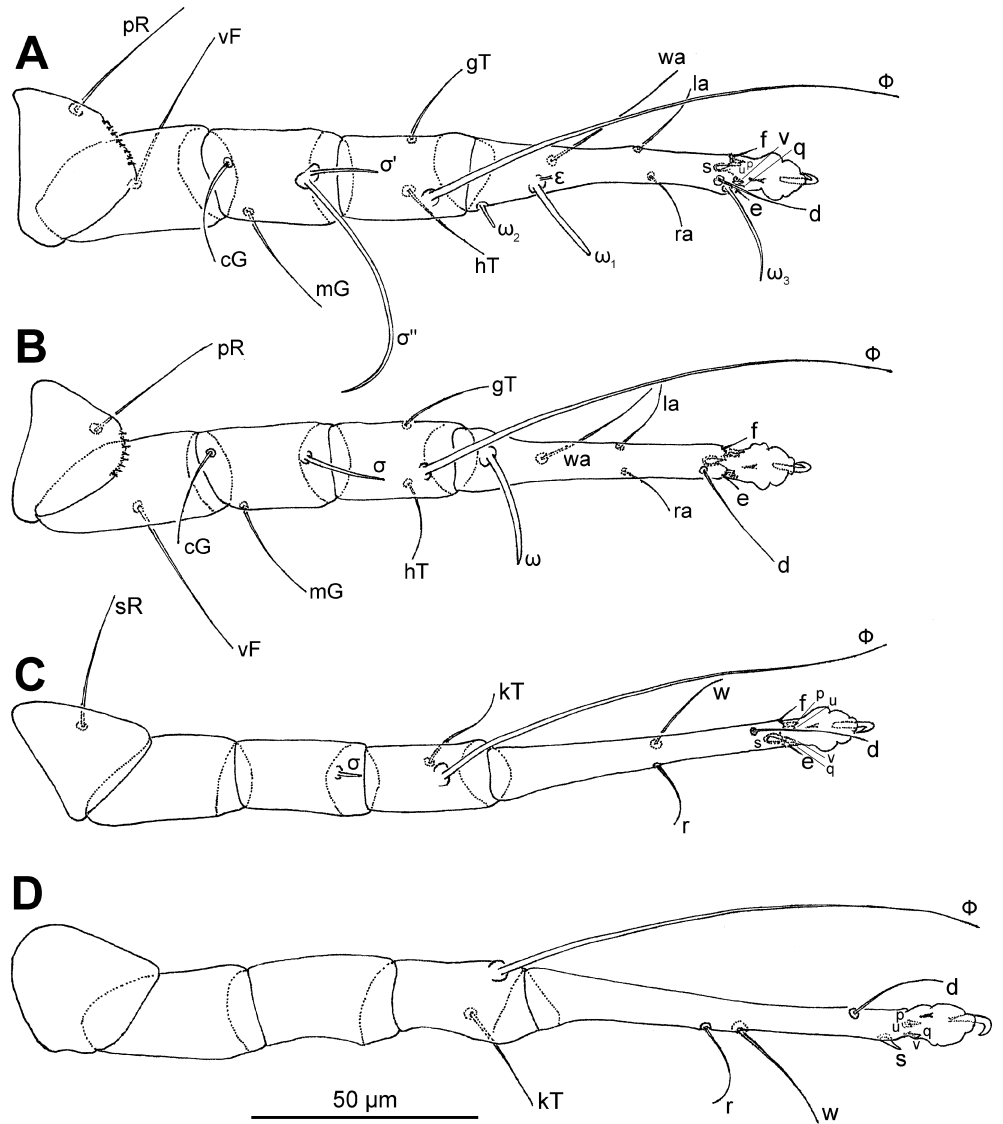 A
pR
vF
gT
wa
la
Φ
f
v
q
s
u
p
σ'
ε
e
d
cG
mG
hT
ω2
ω1
ra
ω3
σ"
B
pR
gT
la
Φ
f
σ
wa
cG
mG
hT
ω
ra
e
d
vF
C
sR
kT
w
Φ
f
p
u
σ
s
d
e
v
q
r
D
Φ
d
p
u
q
v
s
kT
r
w
50 µm